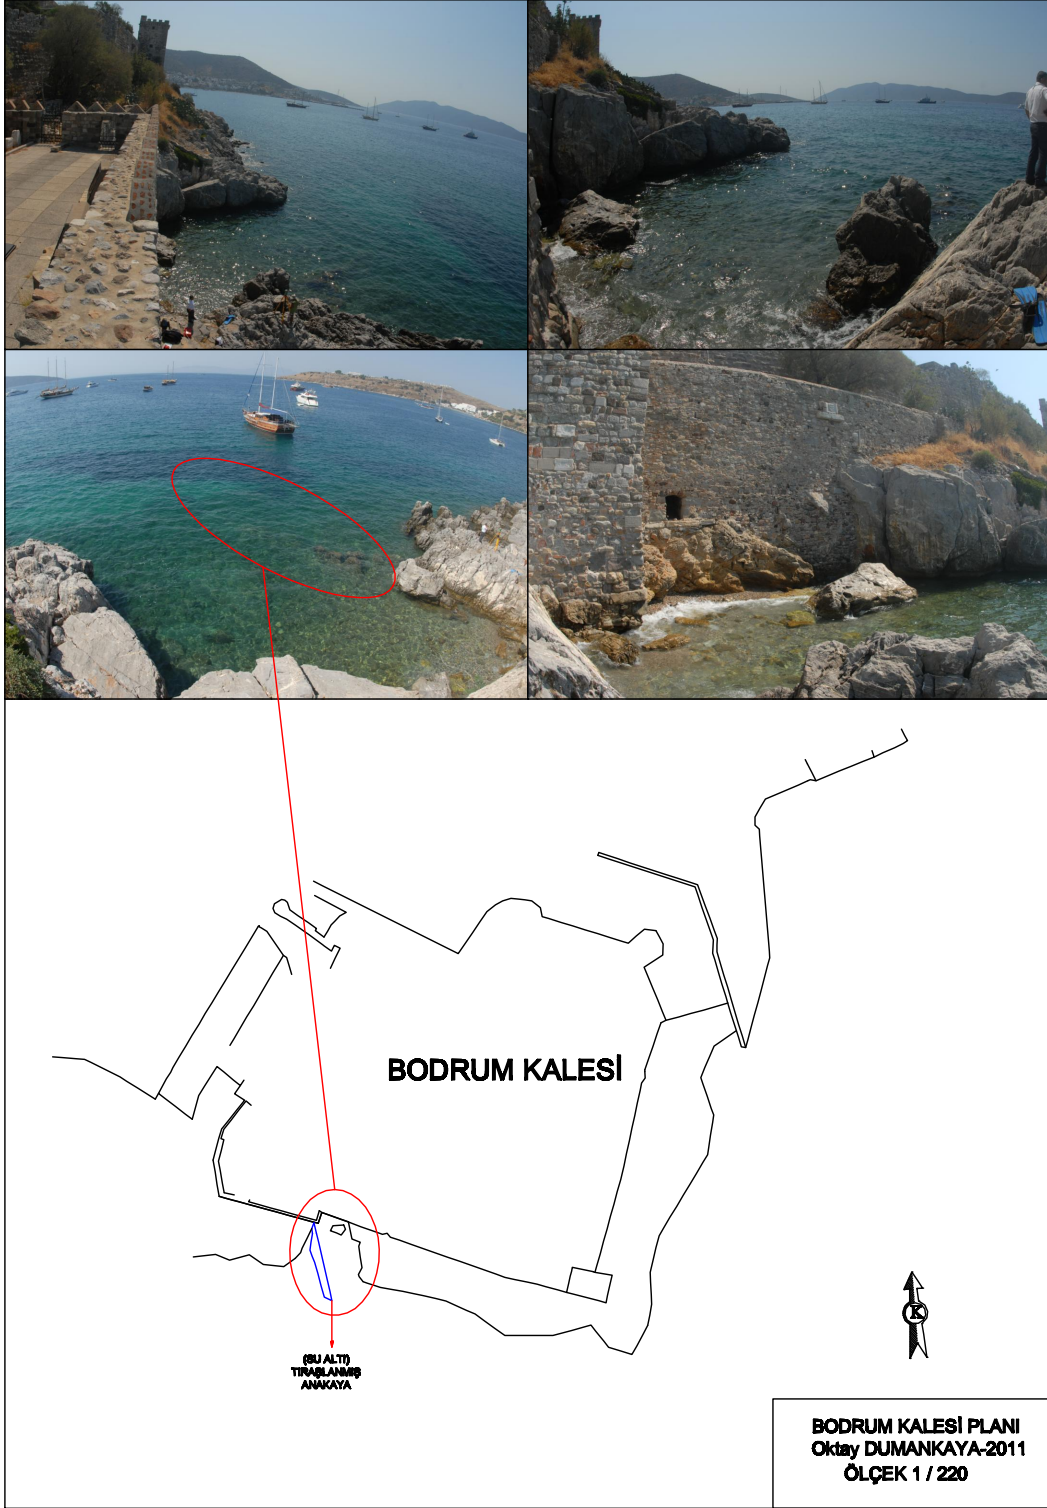 BODRUM KALESİ
K
(SU ALTI)
TIRAŞLANMIŞ
ANAKAYA
BODRUM KALESİ PLANI
Oktay DUMANKAYA-2011
ÖLÇEK 1 / 220